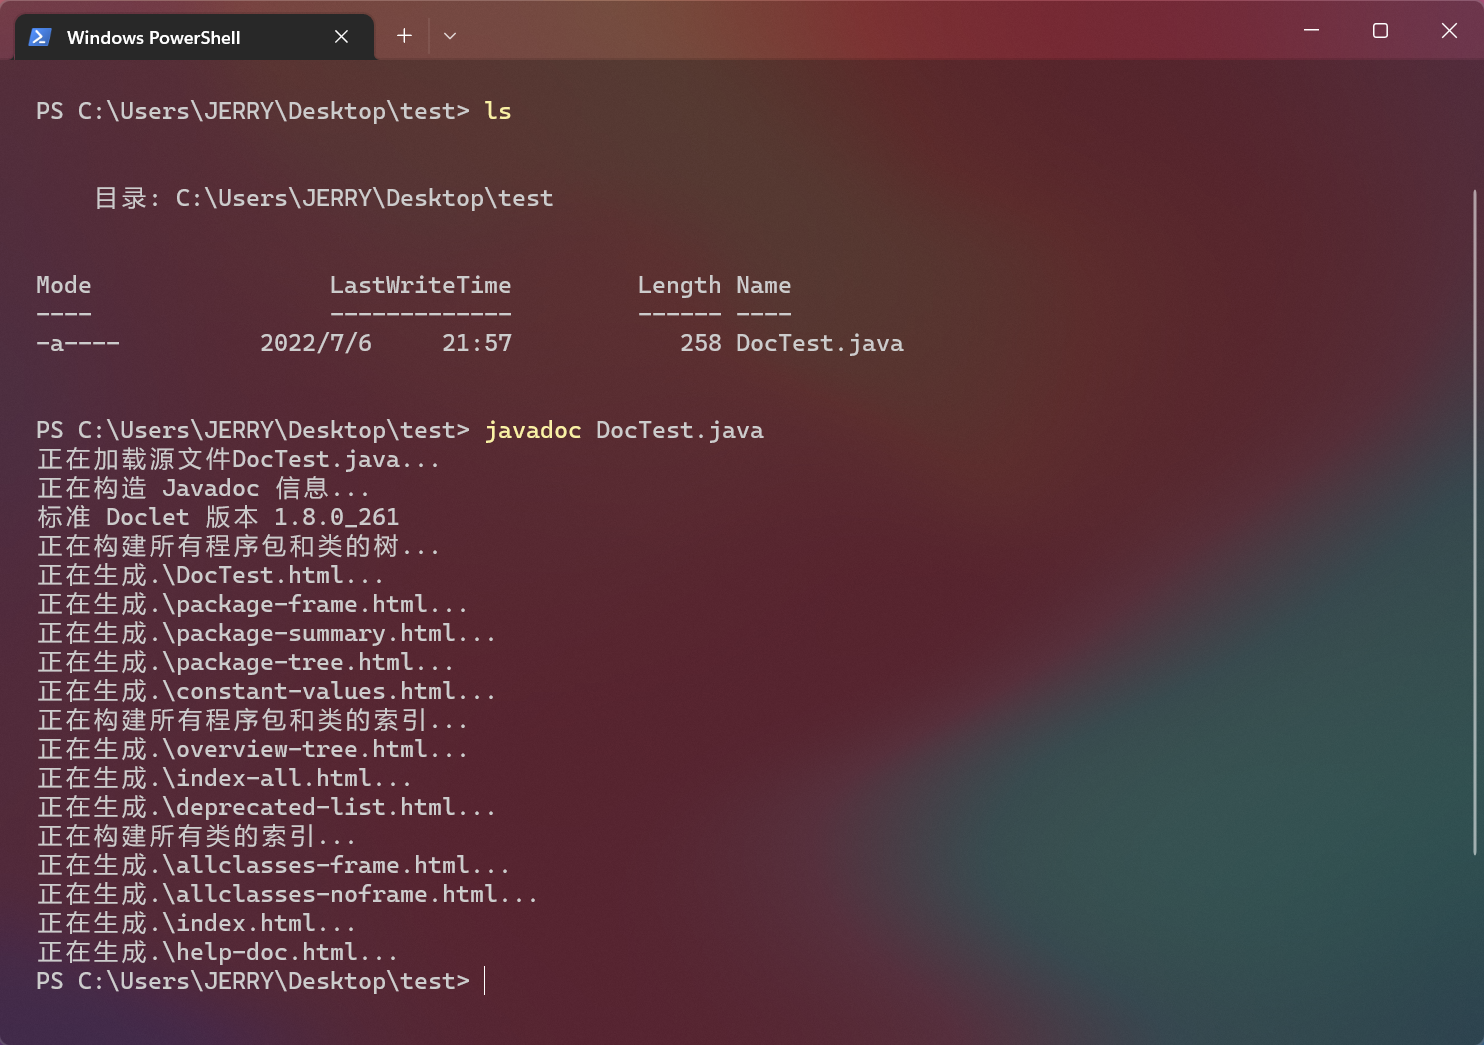 Windows PowerShell
PS C:\Users\JERRY\Desktop\test> ls
目录: C:\Users\JERRY\Desktop\test
Mode                 LastWriteTime         Length Name
----                 -------------         ------ ----
-a----          2022/7/6     21:57            258 DocTest.java
PS C:\Users\JERRY\Desktop\test> javadoc DocTest.java
正在加载源文件DocTest.java...
正在构造 Javadoc 信息...
标准 Doclet 版本 1.8.0_261
正在构建所有程序包和类的树...
正在生成.\DocTest.html...
正在生成.\package-frame.html...
正在生成.\package-summary.html...
正在生成.\package-tree.html...
正在生成.\constant-values.html...
正在构建所有程序包和类的索引...
正在生成.\overview-tree.html...
正在生成.\index-all.html...
正在生成.\deprecated-list.html...
正在构建所有类的索引...
正在生成.\allclasses-frame.html...
正在生成.\allclasses-noframe.html...
正在生成.\index.html...
正在生成.\help-doc.html...
PS C:\Users\JERRY\Desktop\test>